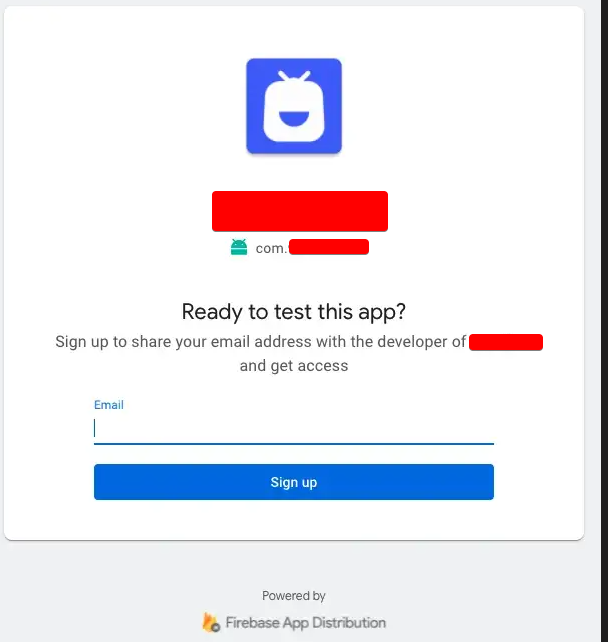 com.
Ready to test this app?
Sign up to share your email address with the developer of
and get access
Email
Sign up
Powered by
Firebase App Distribution